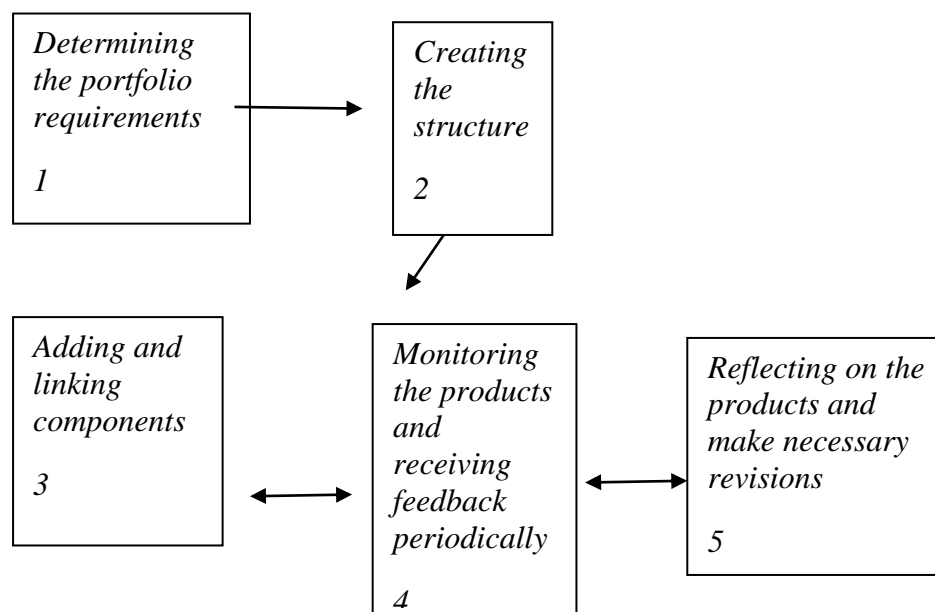 Determining
the portfolio
requirements
1
Creating
the
structure
2
Adding and
linking
components
3
Monitoring
the products
and
receiving
feedback
periodically
4
Reflecting on the
products and
make necessary
revisions
5